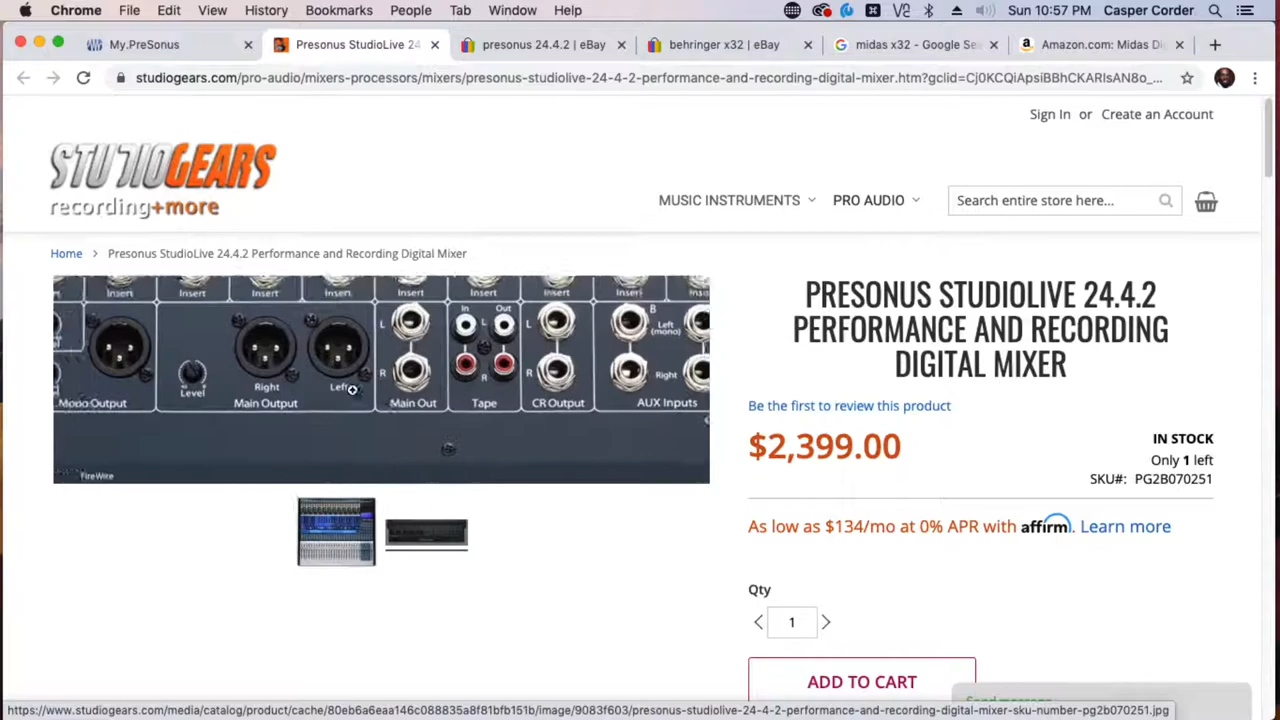 Chrome File Edit View History Bookmarks People Tab Window Help Sun 10:57 PM Casper Corder
My.PreSonus
Presonus StudioLive 24
presonus 24.4.2 | eBay
behringer x32 | eBay
midas x32 - Google Se
Amazon.com: Midas Di
studiogears.com/pro-audio/mixers-processors/mixers/presonus-studiolive-24-4-2-performance-and-recording-digital-mixer.htm?gclid=Cj0KCQiApsiBBhCKARIsAN8o_...
Sign In or Create an Account
STUDIOGEARS
recording+more
MUSIC INSTRUMENTS PRO AUDIO Search entire store here...
Home > Presonus StudioLive 24.4.2 Performance and Recording Digital Mixer
Insert Insert Insert Insert Insert Insert Insert Insert
L In L Out L B Left (mono)
R R R Right
Level Right Left
Mono Output Main Output Main Out Tape CR Output AUX Inputs
FireWire
PRESONUS STUDIOLIVE 24.4.2
PERFORMANCE AND RECORDING
DIGITAL MIXER
Be the first to review this product
$2,399.00
IN STOCK
Only 1 left
SKU#: PG2B070251
As low as $134/mo at 0% APR with affirm. Learn more
Qty
1
ADD TO CART
https://www.studiogears.com/media/catalog/product/cache/80eb6a6eaa146c088835a8f81bfb151b/image/9083f603/presonus-studiolive-24-4-2-performance-and-recording-digital-mixer-sku-number-pg2b070251.jpg